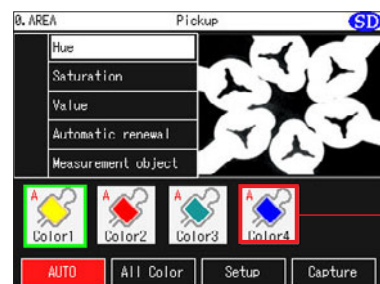 0. AREA Pickup SD
Hue
Saturation
Value
Automatic renewal
Measurement object
A A A A
Color1 Color2 Color3 Color4
AUTO All Color Setup Capture